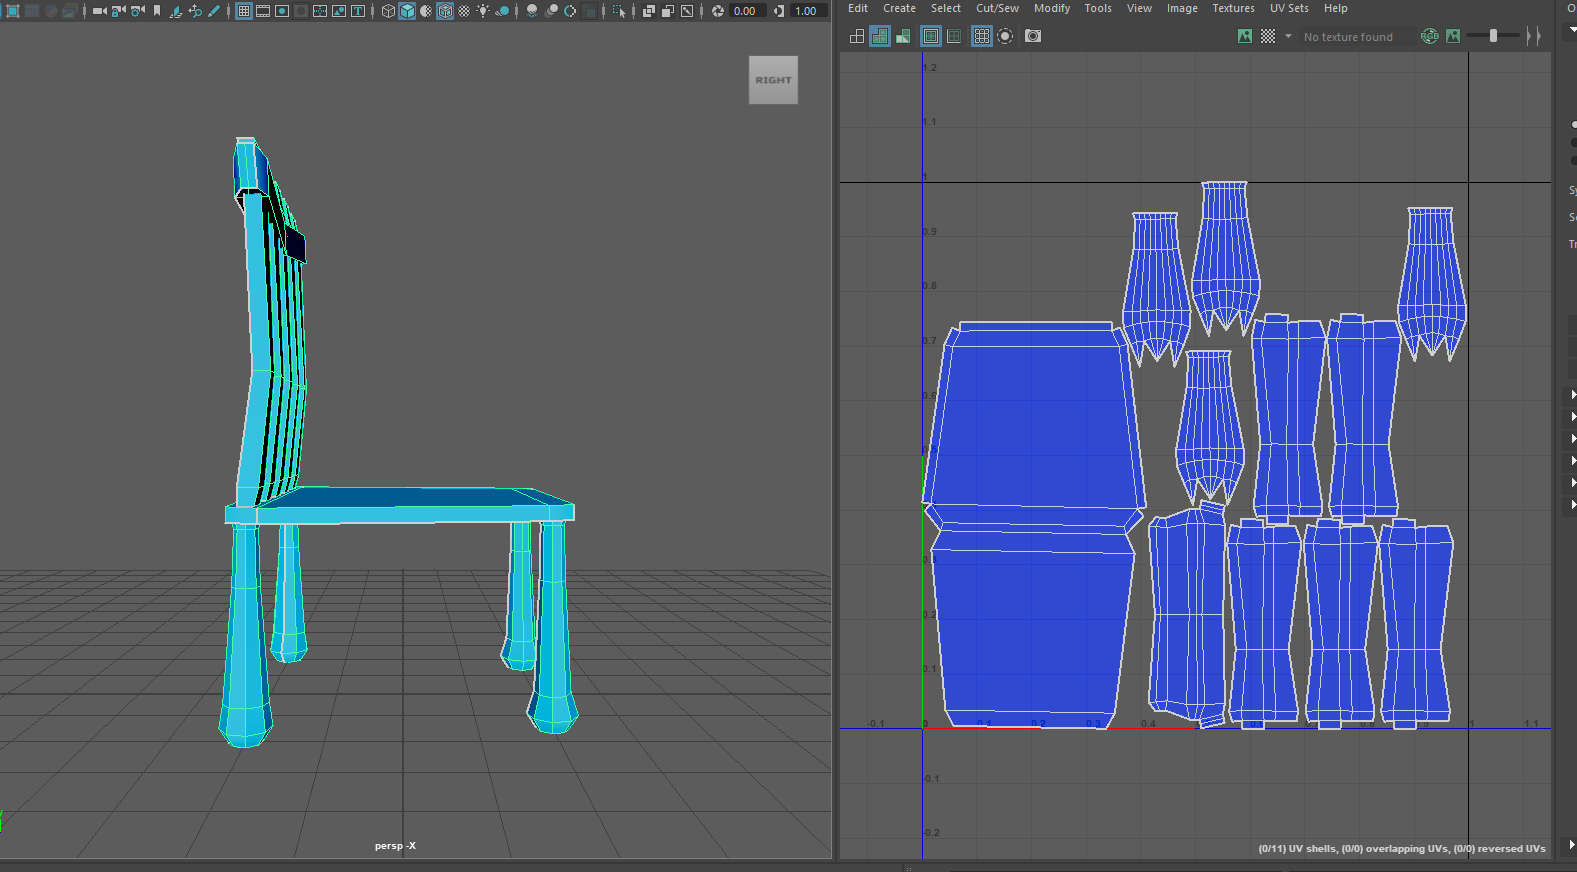 Edit Create Select Cut/Sew Modify Tools View Image Textures UV Sets Help
0.00 1.00
No texture found
RIGHT
1.2
1.1
1
0.9
0.8
0.7
0.6
0.2
0.1
-0.1 0 0.1 0.2 0.3 0.4 1 1.1
-0.1
-0.2
persp -X
(0/11) UV shells, (0/0) overlapping UVs, (0/0) reversed UVs